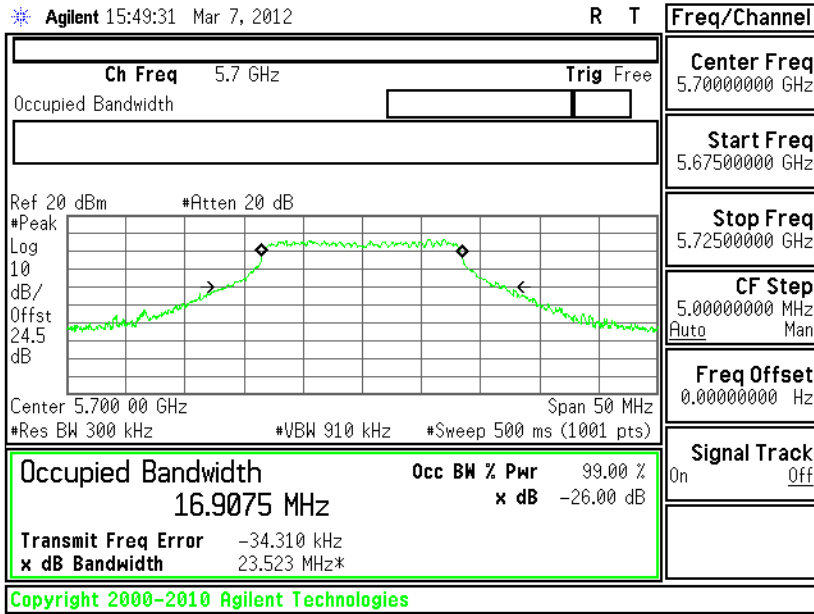 Agilent 15:49:31 Mar 7, 2012 R T
Freq/Channel
Ch Freq 5.7 GHz Trig Free
Occupied Bandwidth
Center Freq
5.70000000 GHz
Start Freq
5.67500000 GHz
Stop Freq
5.72500000 GHz
CF Step
5.00000000 MHz
Auto Man
Freq Offset
0.00000000 Hz
Signal Track
On Off
Ref 20 dBm #Atten 20 dB
#Peak
Log
10
dB/
Offst
24.5
dB
Center 5.700 00 GHz Span 50 MHz
#Res BW 300 kHz #VBW 910 kHz #Sweep 500 ms (1001 pts)
Occupied Bandwidth
16.9075 MHz
Occ BW % Pwr 99.00 %
x dB -26.00 dB
Transmit Freq Error -34.310 kHz
x dB Bandwidth 23.523 MHz*
Copyright 2000-2010 Agilent Technologies